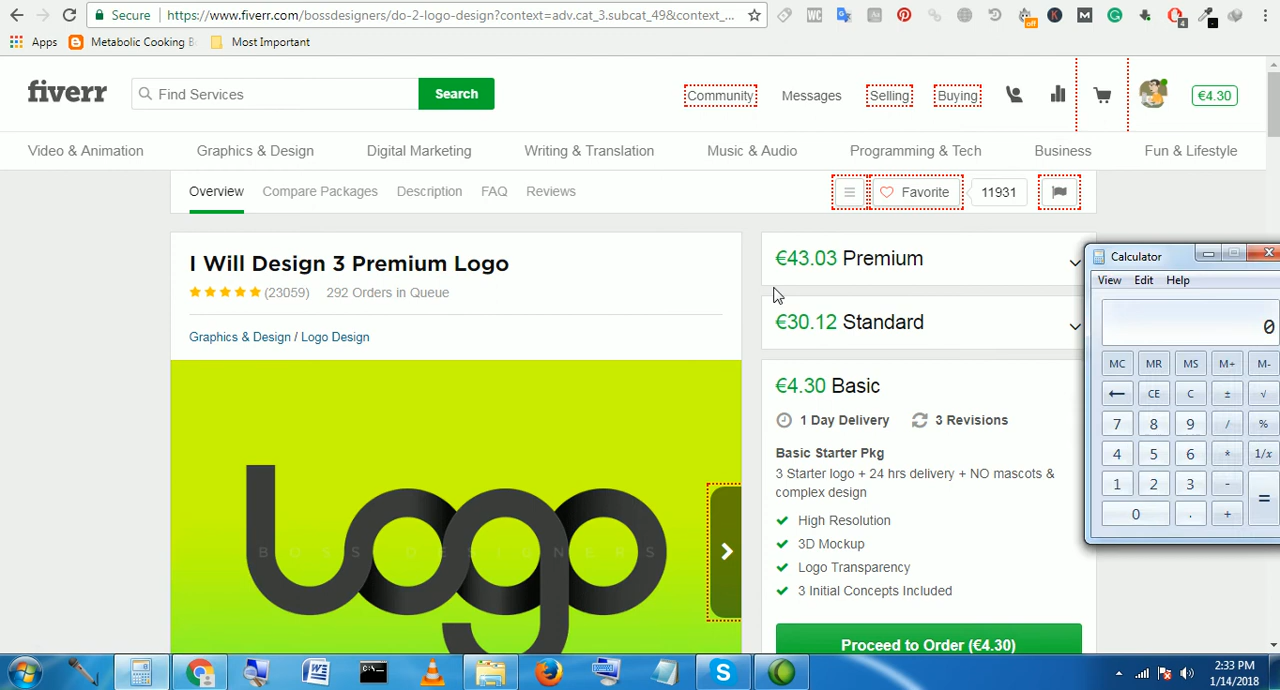 Secure https://www.fiverr.com/bossdesigners/do-2-logo-design?context=adv.cat_3.subcat_49&context_...
Apps Metabolic Cooking B Most Important
fiverr Find Services Search Community Messages Selling Buying €4.30
Video & Animation Graphics & Design Digital Marketing Writing & Translation Music & Audio Programming & Tech Business Fun & Lifestyle
Overview Compare Packages Description FAQ Reviews Favorite 11931
I Will Design 3 Premium Logo
(23059) 292 Orders in Queue
Graphics & Design / Logo Design
Logo
BOSS DESIGNERS
€43.03 Premium
€30.12 Standard
€4.30 Basic
1 Day Delivery 3 Revisions
Basic Starter Pkg
3 Starter logo + 24 hrs delivery + NO mascots &
complex design
High Resolution
3D Mockup
Logo Transparency
3 Initial Concepts Included
Proceed to Order (€4.30)
Calculator
View Edit Help
0
MC MR MS M+ M-
← CE C ± √
7 8 9 / %
4 5 6 * 1/x
1 2 3 - =
0 . +
2:33 PM
1/14/2018